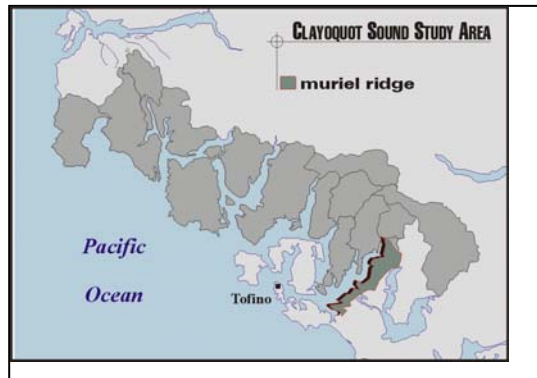 CLAYOQUOT SOUND STUDY AREA
muriel ridge
Pacific
Ocean
Tofino